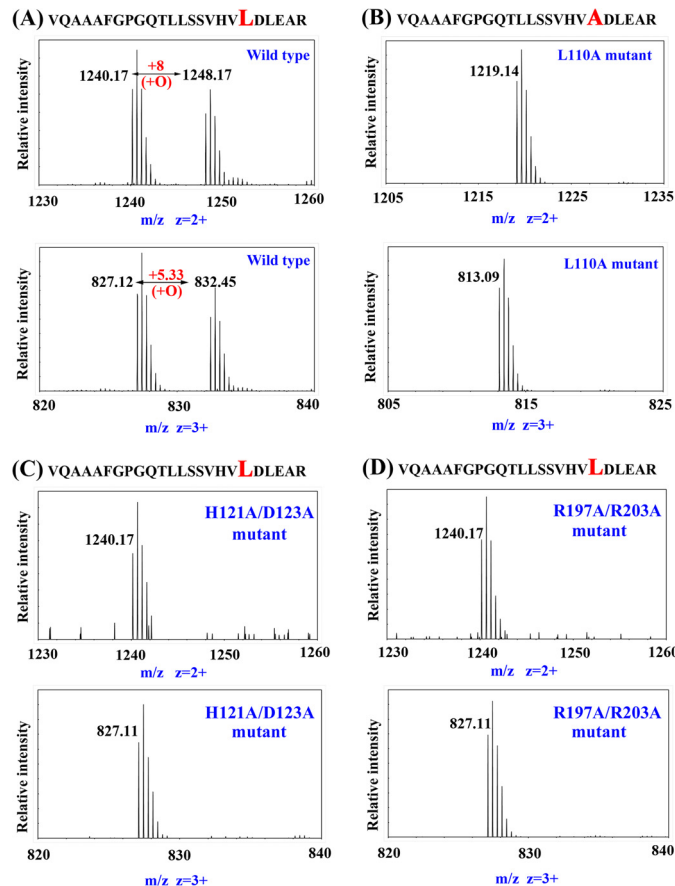 (A) VQAAAFGPGQTLLSSVHVLDLEAR
Relative intensity
Wild type
1240.17
+8
(+O)
1248.17
1230 1240 1250 1260
m/z z=2+
Relative intensity
Wild type
827.12
+5.33
(+O)
832.45
820 830 840
m/z z=3+
(B) VQAAAFGPGQTLLSSVHVADLEAR
Relative intensity
L110A mutant
1219.14
1205 1215 1225 1235
m/z z=2+
Relative intensity
L110A mutant
813.09
805 815 825
m/z z=3+
(C) VQAAAFGPGQTLLSSVHVLDLEAR
Relative intensity
H121A/D123A
mutant
1240.17
1230 1240 1250 1260
m/z z=2+
Relative intensity
H121A/D123A
mutant
827.11
820 830 840
m/z z=3+
(D) VQAAAFGPGQTLLSSVHVLDLEAR
Relative intensity
R197A/R203A
mutant
1240.17
1230 1240 1250 1260
m/z z=2+
Relative intensity
R197A/R203A
mutant
827.11
820 830 840
m/z z=3+